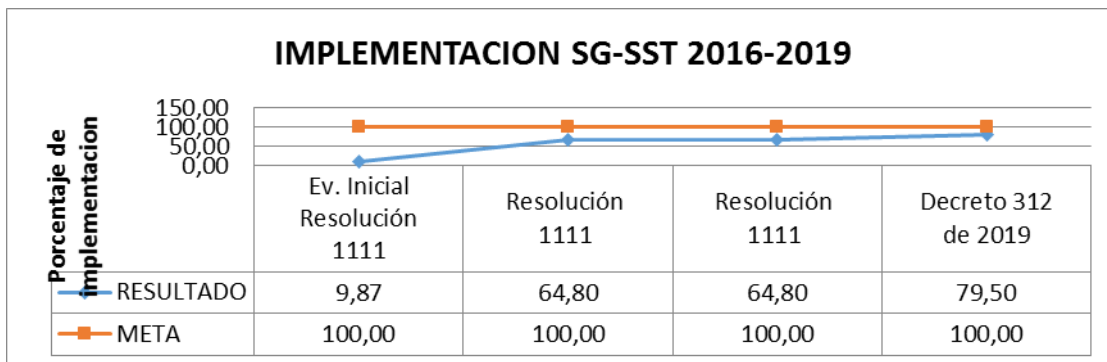 IMPLEMENTACION SG-SST 2016-2019
Porcentaje de
implementacion
150,00
100,00
50,00
0,00
Ev. Inicial
Resolución
1111
Resolución
1111
Resolución
1111
Decreto 312
de 2019
RESULTADO 9,87 64,80 64,80 79,50
META 100,00 100,00 100,00 100,00